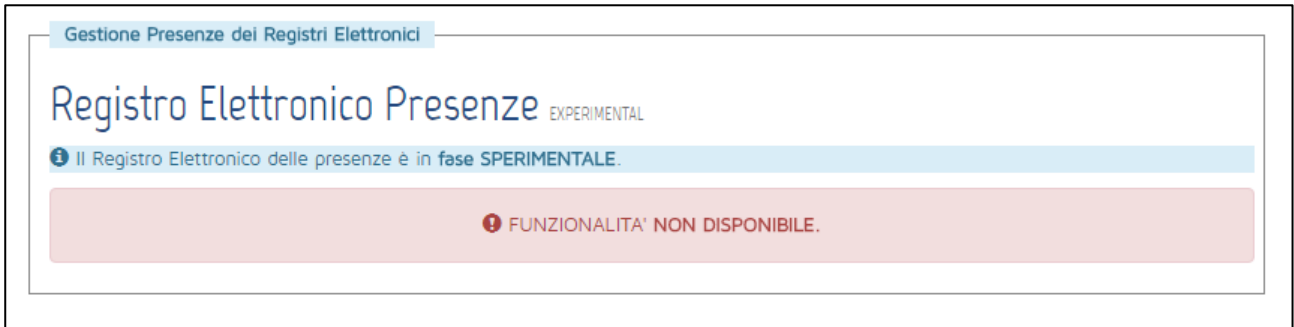 Gestione Presenze dei Registri Elettronici
Registro Elettronico Presenze EXPERIMENTAL
Il Registro Elettronico delle presenze è in fase SPERIMENTALE.
FUNZIONALITA' NON DISPONIBILE.